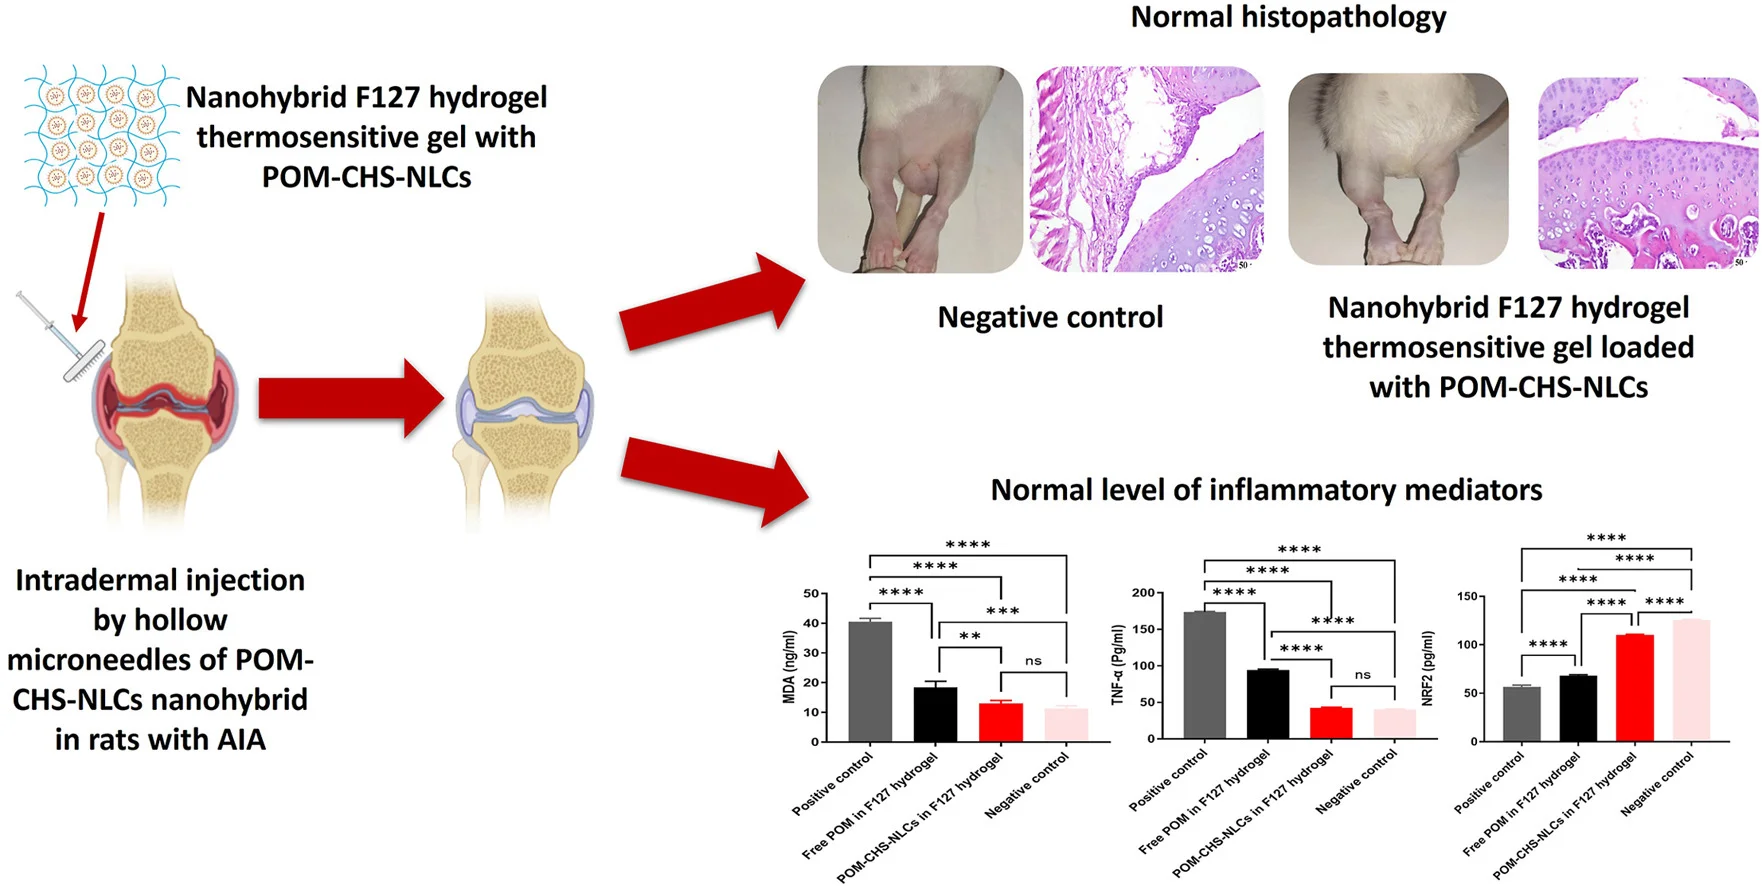 Nanohybrid F127 hydrogel
thermosensitive gel with
POM-CHS-NLCs
Intradermal injection
by hollow
microneedles of POM-
CHS-NLCs nanohybrid
in rats with AIA
Normal histopathology
50
50
Negative control
Nanohybrid F127 hydrogel
thermosensitive gel loaded
with POM-CHS-NLCs
Normal level of inflammatory mediators
MDA (ng/ml)
50
40
30
20
10
0
****
****
****
***
**
ns
Positive control
Free POM in F127 hydrogel
POM-CHS-NLCs in F127 hydrogel
Negative control
TNF-α (Pg/ml)
200
150
100
50
0
****
****
****
****
****
ns
Positive control
Free POM in F127 hydrogel
POM-CHS-NLCs in F127 hydrogel
Negative control
NRF2 (pg/ml)
150
100
50
0
****
****
****
****
****
****
Positive control
Free POM in F127 hydrogel
POM-CHS-NLCs in F127 hydrogel
Negative control